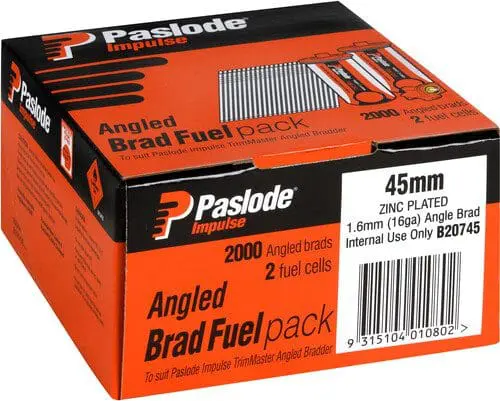 Paslode®
Impulse
Angled
Brad Fuel pack
To suit Paslode Impulse TrimMaster Angled Bradder
2000 Angled brads
2 fuel cells
Paslode
Impulse
Paslode®
Impulse
2000 Angled brads
2 fuel cells
Angled
Brad Fuel pack
To suit Paslode Impulse TrimMaster Angled Bradder
45mm
ZINC PLATED
1.6mm (16ga) Angle Brad
Internal Use Only B20745
9 315104 010802 >